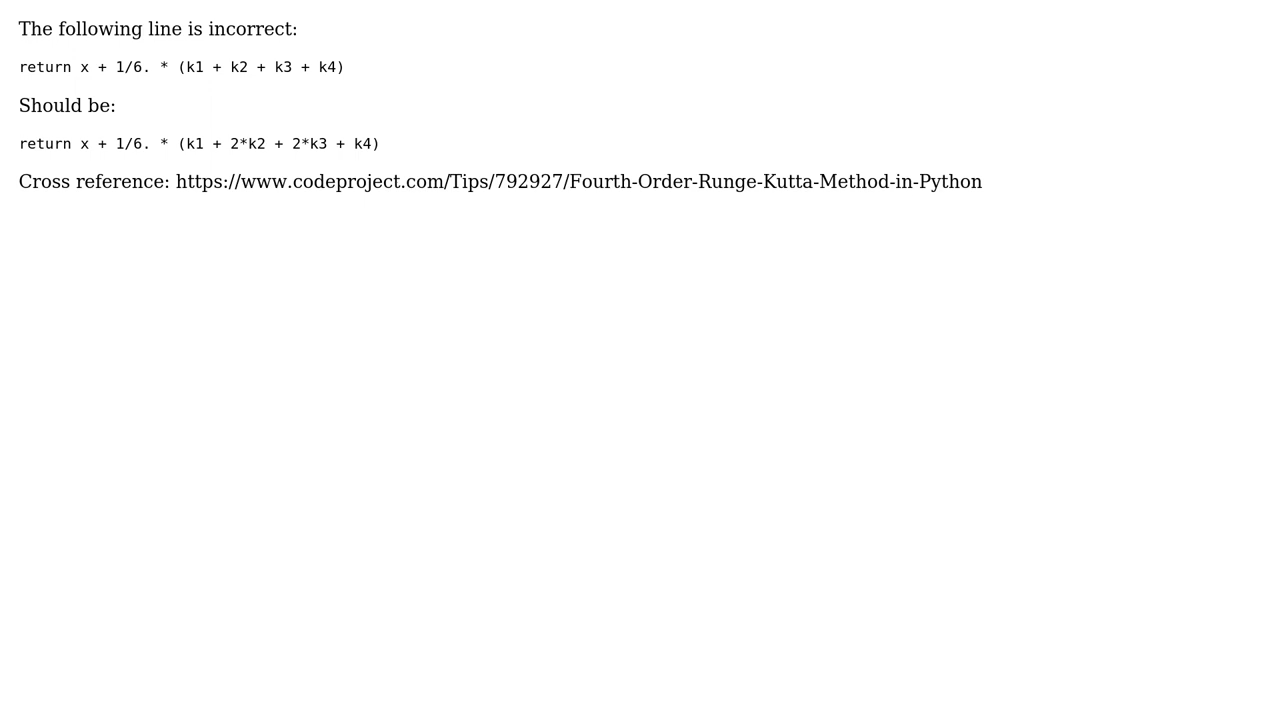 The following line is incorrect:
return x + 1/6. * (k1 + k2 + k3 + k4)
Should be:
return x + 1/6. * (k1 + 2*k2 + 2*k3 + k4)
Cross reference: https://www.codeproject.com/Tips/792927/Fourth-Order-Runge-Kutta-Method-in-Python